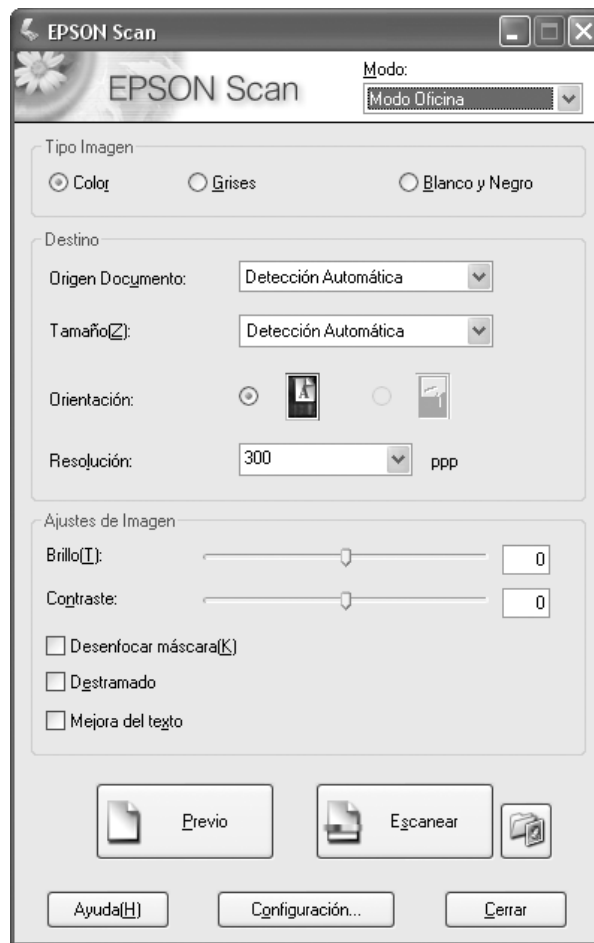 EPSON Scan
EPSON Scan
Modo:
Modo Oficina
Tipo Imagen
Color
Grises
Blanco y Negro
Destino
Origen Documento:
Detección Automática
Tamaño(Z):
Detección Automática
Orientación:
A
Resolución:
300
ppp
Ajustes de Imagen
Brillo(T):
0
Contraste:
0
Desenfocar máscara(K)
Destramado
Mejora del texto
Previo
Escanear
Ayuda(H)
Configuración...
Cerrar